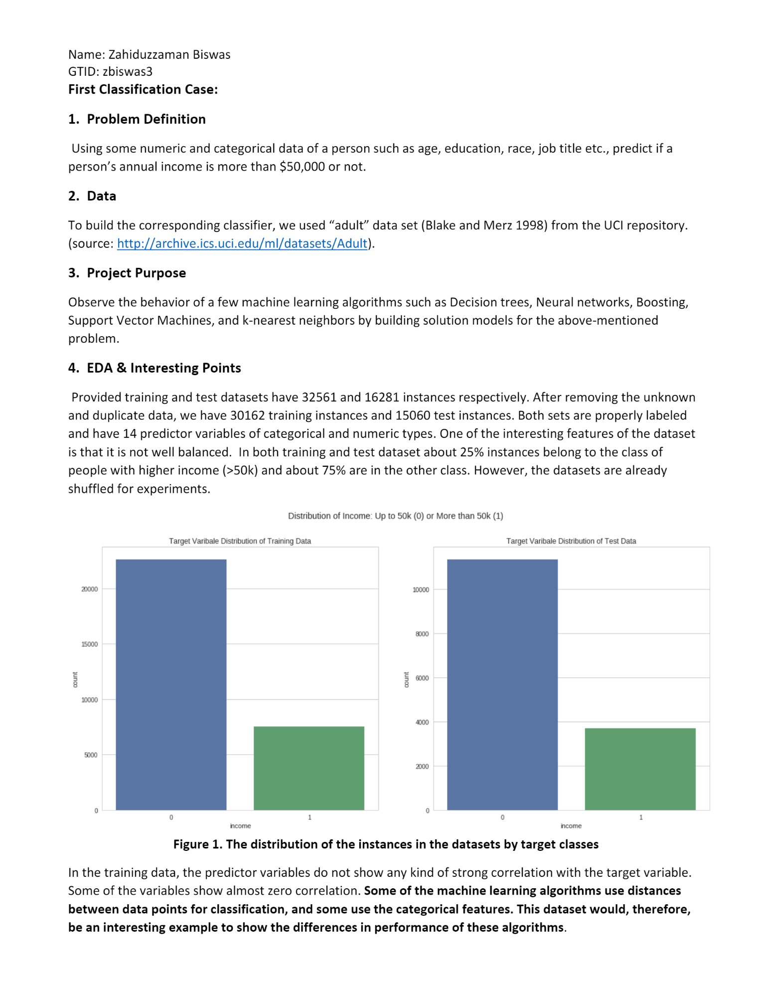 Name: Zahiduzzaman Biswas
GTID: zbiswas3
First Classification Case:
1. Problem Definition
Using some numeric and categorical data of a person such as age, education, race, job title etc., predict if a
person’s annual income is more than $50,000 or not.
2. Data
To build the corresponding classifier, we used “adult” data set (Blake and Merz 1998) from the UCI repository.
(source: http://archive.ics.uci.edu/ml/datasets/Adult).
3. Project Purpose
Observe the behavior of a few machine learning algorithms such as Decision trees, Neural networks, Boosting,
Support Vector Machines, and k-nearest neighbors by building solution models for the above-mentioned
problem.
4. EDA & Interesting Points
Provided training and test datasets have 32561 and 16281 instances respectively. After removing the unknown
and duplicate data, we have 30162 training instances and 15060 test instances. Both sets are properly labeled
and have 14 predictor variables of categorical and numeric types. One of the interesting features of the dataset
is that it is not well balanced. In both training and test dataset about 25% instances belong to the class of
people with higher income (>50k) and about 75% are in the other class. However, the datasets are already
shuffled for experiments.
Distribution of Income: Up to 50k (0) or More than 50k (1)
Target Varibale Distribution of Training Data
20000
15000
10000
5000
0
count
0 1
income
Target Varibale Distribution of Test Data
10000
8000
6000
4000
2000
0
count
0 1
income
Figure 1. The distribution of the instances in the datasets by target classes
In the training data, the predictor variables do not show any kind of strong correlation with the target variable.
Some of the variables show almost zero correlation. Some of the machine learning algorithms use distances
between data points for classification, and some use the categorical features. This dataset would, therefore,
be an interesting example to show the differences in performance of these algorithms.